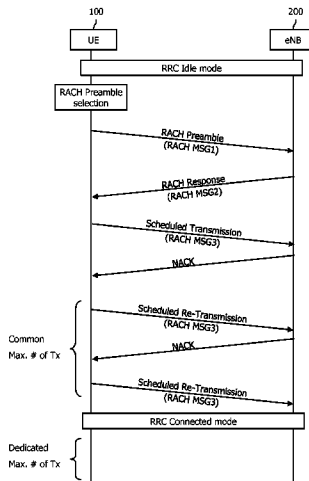 100
200
UE
eNB
RRC Idle mode
RACH Preamble
selection
RACH Preamble
(RACH MSG1)
RACH Response
(RACH MSG2)
Scheduled Transmission
(RACH MSG3)
NACK
Scheduled Re-Transmission
(RACH MSG3)
Common
Max. # of Tx
NACK
Scheduled Re-Transmission
(RACH MSG3)
RRC Connected mode
Dedicated
Max. # of Tx